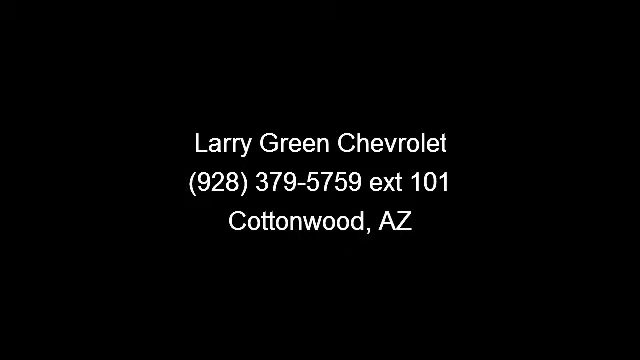 Larry Green Chevrolet
(928) 379-5759 ext 101
Cottonwood, AZ